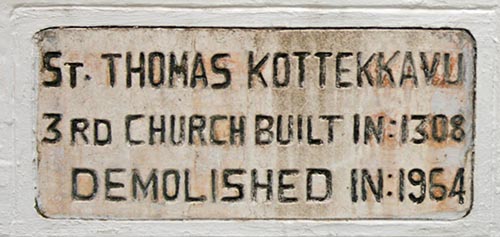 St. THOMAS KOTTEKKAVU
3RD CHURCH BUILT IN:1308
DEMOLISHED IN:1964